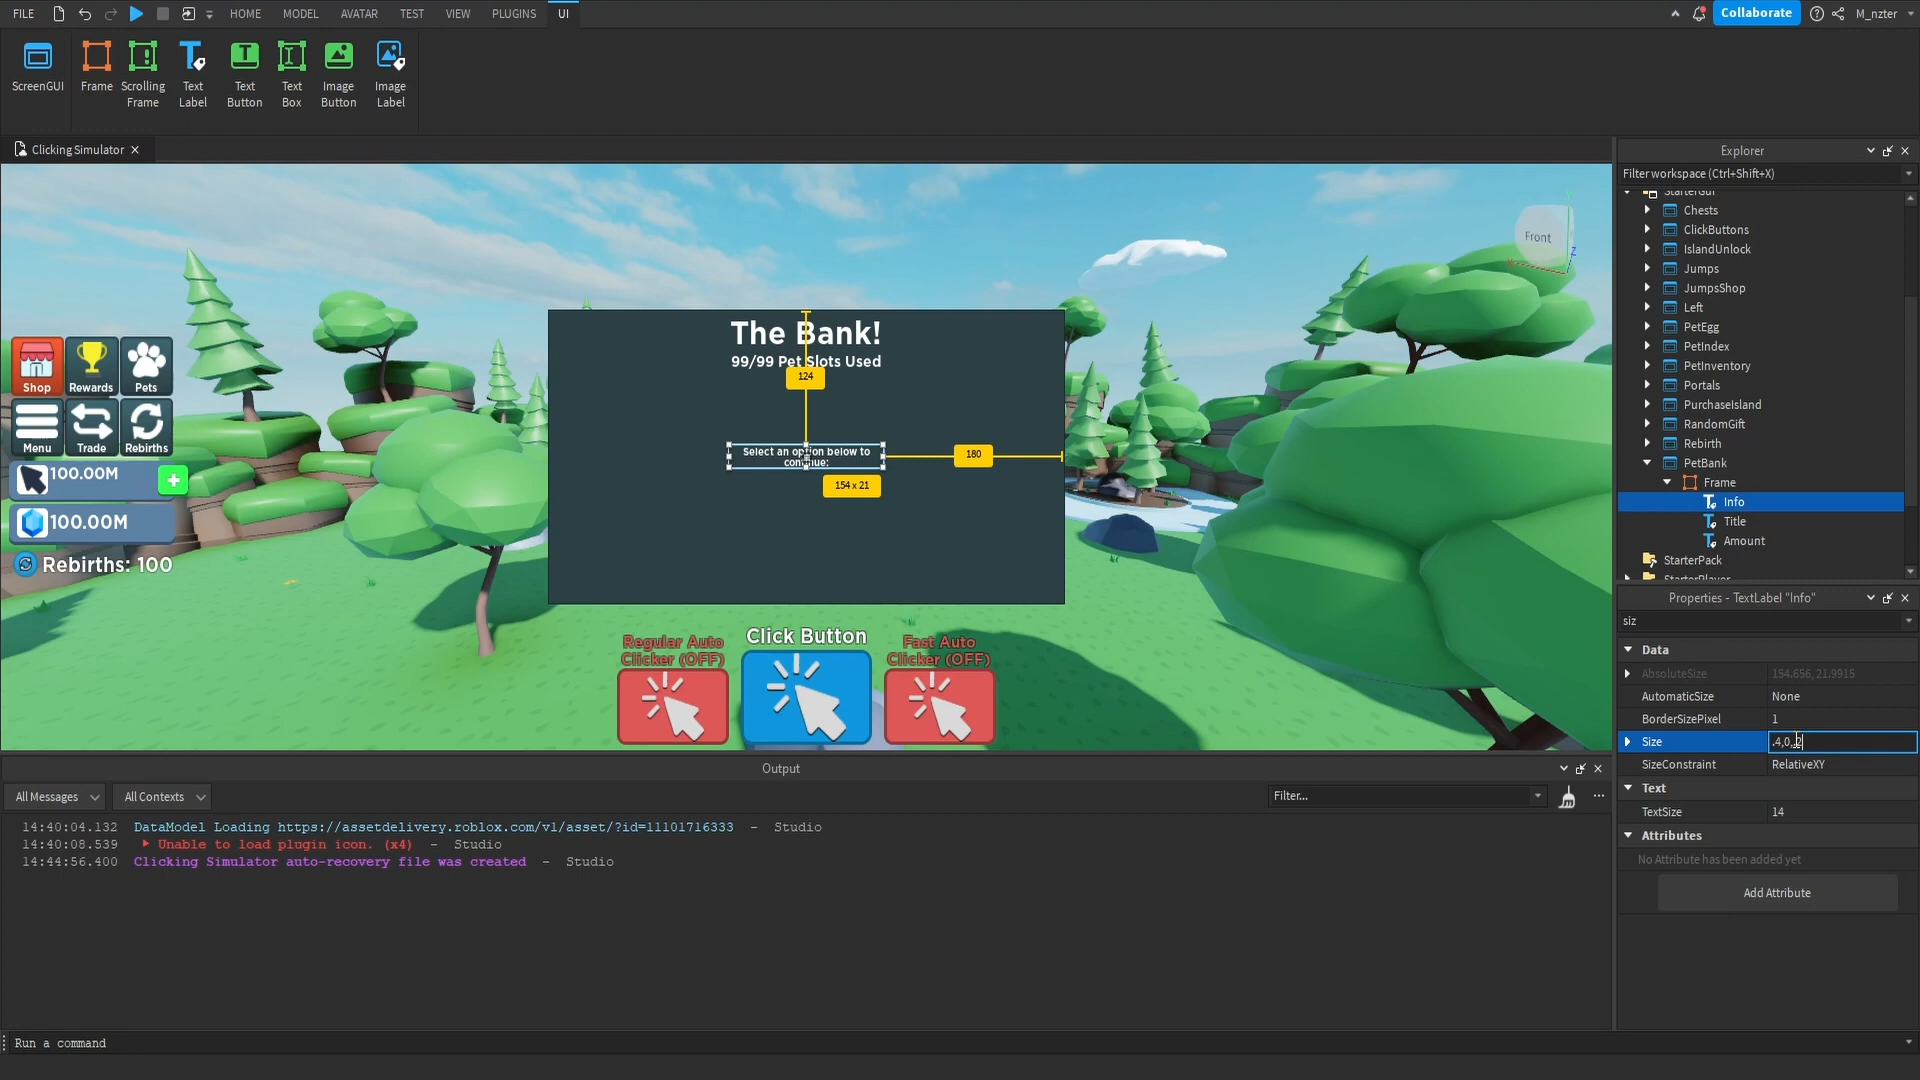 FILE
HOME
MODEL
AVATAR
TEST
VIEW
PLUGINS
UI
Collaborate
M_nzter
ScreenGUI
Frame
Scrolling
Frame
Text
Label
Text
Button
Text
Box
Image
Button
Image
Label
Clicking Simulator
Front
The Bank!
99/99 Pet Slots Used
124
Select an option below to
continue:
180
154 x 21
Shop
Rewards
Pets
Menu
Trade
Rebirths
100.00M
100.00M
Rebirths: 100
Regular Auto
Clicker (OFF)
Click Button
Fast Auto
Clicker (OFF)
Explorer
Filter workspace (Ctrl+Shift+X)
StarterGui
Chests
ClickButtons
IslandUnlock
Jumps
JumpsShop
Left
PetEgg
PetIndex
PetInventory
Portals
PurchaseIsland
RandomGift
Rebirth
PetBank
Frame
Info
Title
Amount
StarterPack
StarterPlayer
Properties - TextLabel "Info"
siz
Data
AbsoluteSize 154.656, 21.9915
AutomaticSize None
BorderSizePixel 1
Size
SizeConstraint RelativeXY
Text
TextSize 14
Attributes
No Attribute has been added yet
Add Attribute
Output
All Messages
All Contexts
Filter...
14:40:04.132 DataModel Loading https://assetdelivery.roblox.com/v1/asset/?id=11101716333 - Studio
14:40:08.539 Unable to load plugin icon. (x4) - Studio
14:44:56.400 Clicking Simulator auto-recovery file was created - Studio
Run a command